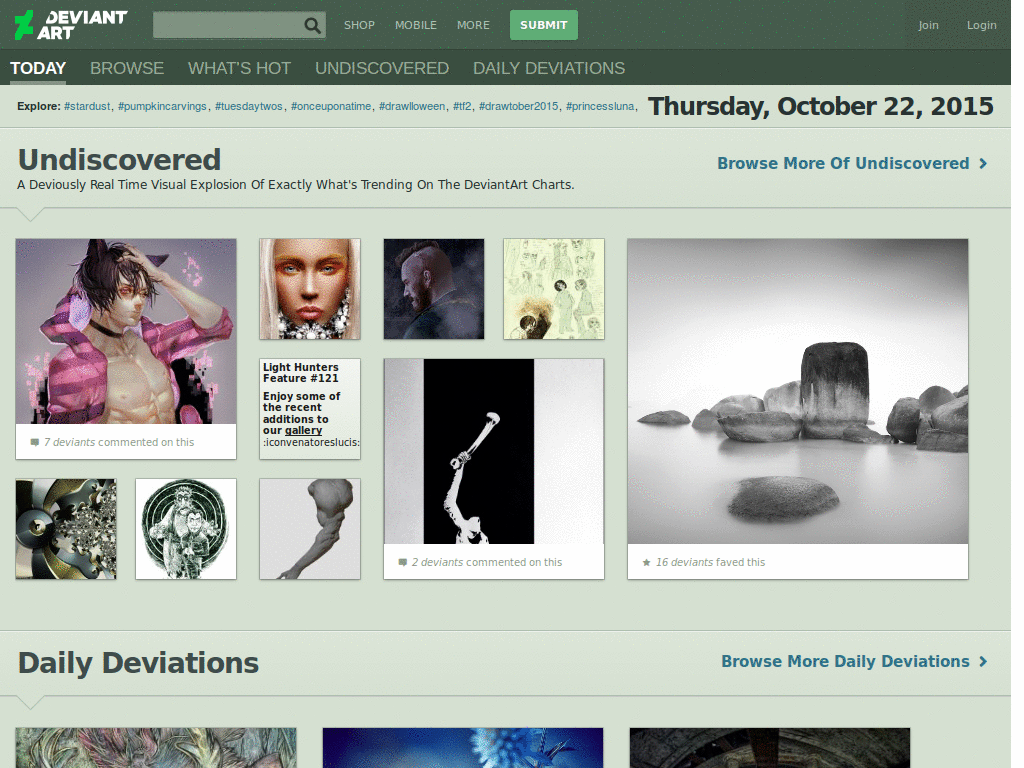 DEVIANT
ART
SHOP MOBILE MORE SUBMIT Join Login
TODAY BROWSE WHAT'S HOT UNDISCOVERED DAILY DEVIATIONS
Explore: #stardust, #pumpkincarvings, #tuesdaytwos, #onceuponatime, #drawlloween, #tf2, #drawtober2015, #princessluna, Thursday, October 22, 2015
Undiscovered
Browse More Of Undiscovered
A Deviously Real Time Visual Explosion Of Exactly What's Trending On The DeviantArt Charts.
Light Hunters
Feature #121
Enjoy some of
the recent
additions to
our gallery
:iconvenatoreslucis:
7 deviants commented on this
2 deviants commented on this
16 deviants faved this
Daily Deviations
Browse More Daily Deviations